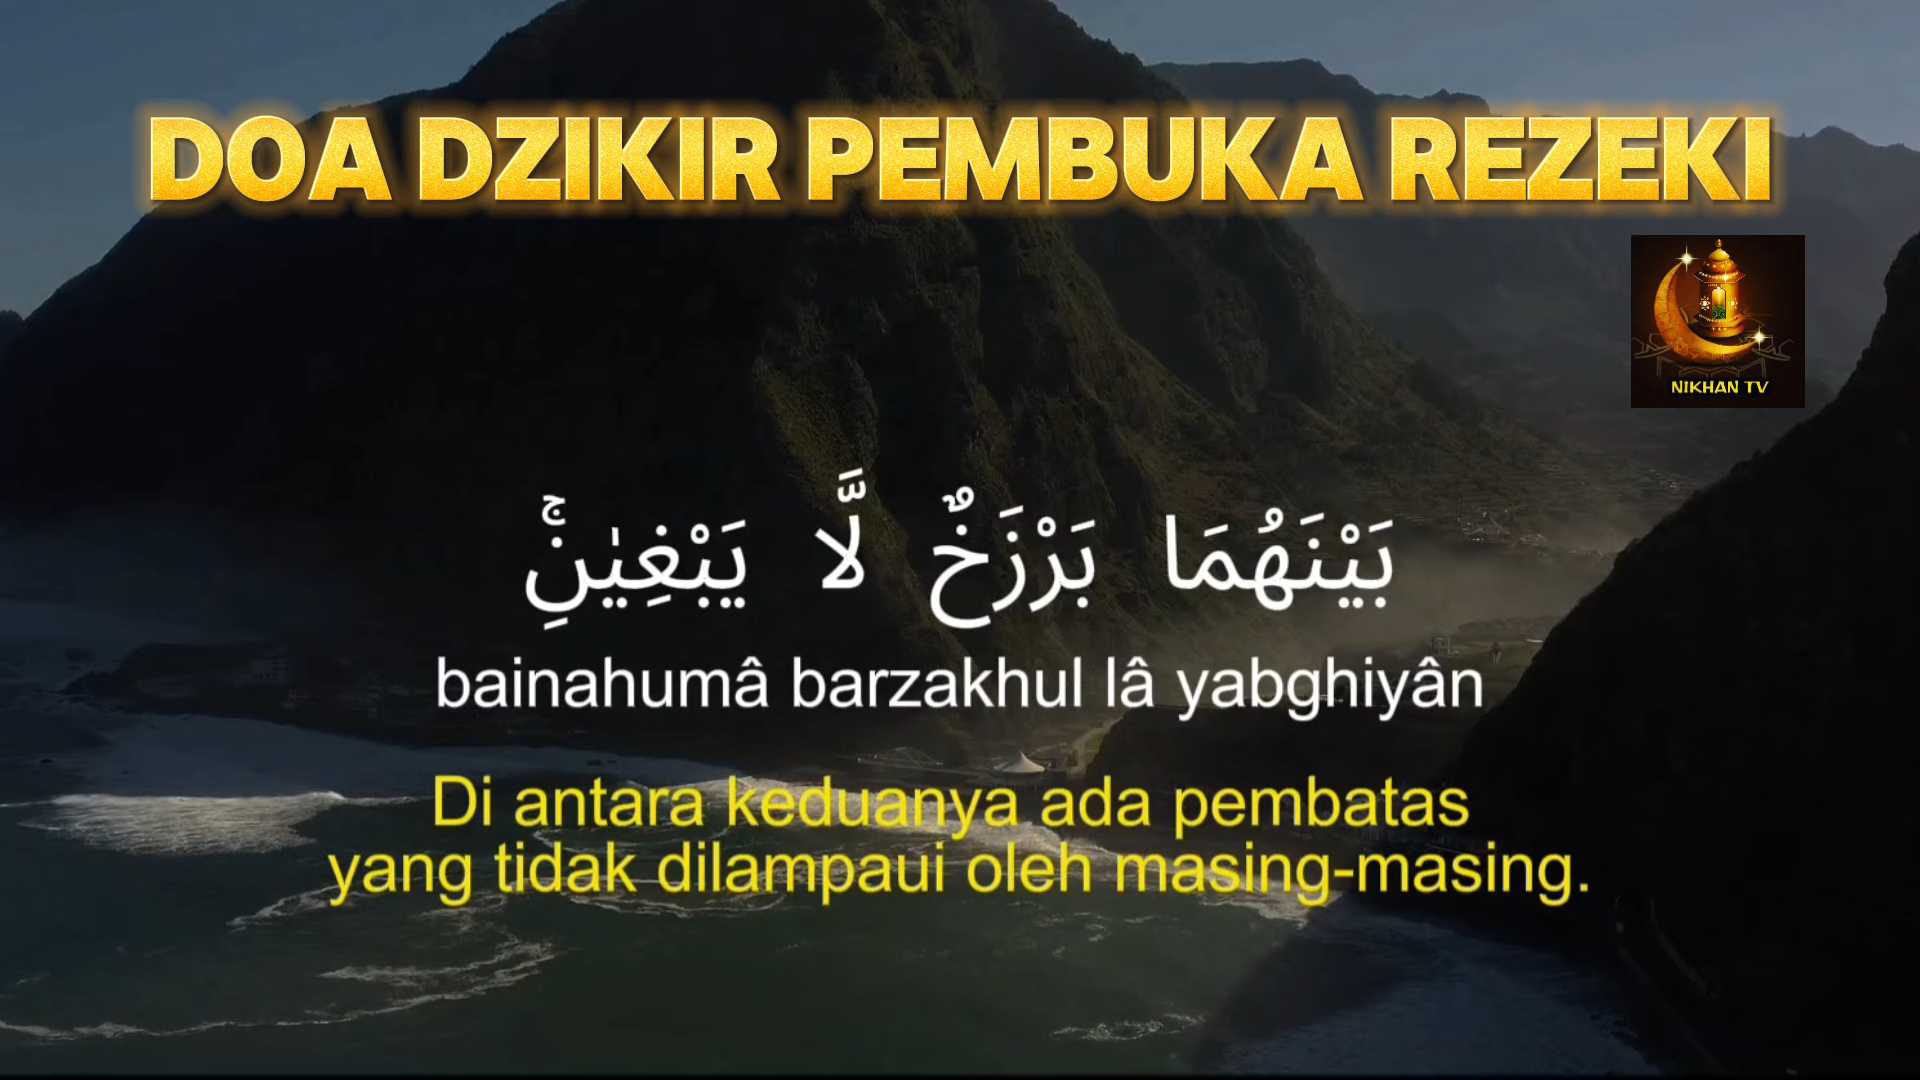 DOA DZIKIR PEMBUKA REZEKI
NIKHAN TV
بَيْنَهُمَا بَرْزَخٌ لَّا يَبْغِيٰنِۚ
bainahumâ barzakhul lâ yabghiyân
Di antara keduanya ada pembatas
yang tidak dilampaui oleh masing-masing.